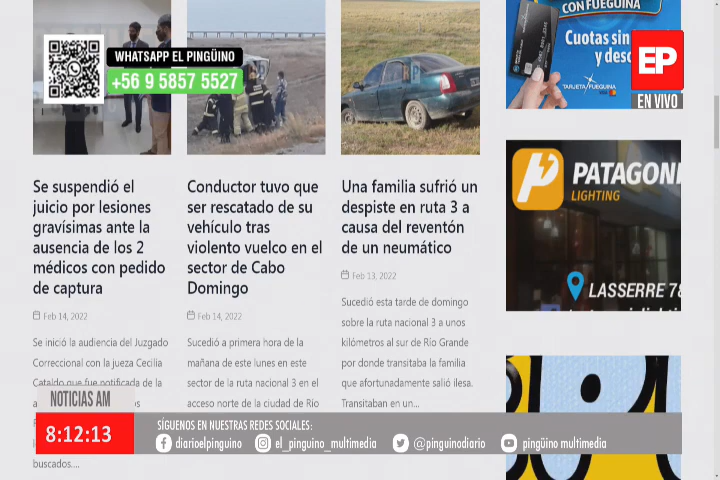 WHATSAPP EL PINGÜINO
+56 9 5857 5527
CON FUEGUINA
Cuotas sin
y desc
TARJETA FUEGUINA
EP
EN VIVO
Se suspendió el
juicio por lesiones
gravísimas ante la
ausencia de los 2
médicos con pedido
de captura
Feb 14, 2022
Se inició la audiencia del Juzgado
Correccional con la jueza Cecilia
Cataldo que fue notificada de la
buscados....
Conductor tuvo que
ser rescatado de su
vehículo tras
violento vuelco en el
sector de Cabo
Domingo
Feb 14, 2022
Sucedió a primera hora de la
mañana de este lunes en este
sector de la ruta nacional 3 en el
acceso norte de la ciudad de Río
Una familia sufrió un
despiste en ruta 3 a
causa del reventón
de un neumático
Feb 13, 2022
Sucedió esta tarde de domingo
sobre la ruta nacional 3 a unos
kilómetros al sur de Río Grande
por donde transitaba la familia
que afortunadamente salió ilesa.
Transitaban en un...
PATAGONI
LIGHTING
LASSERRE 78
NOTICIAS AM
8:12:13
SÍGUENOS EN NUESTRAS REDES SOCIALES:
diarioelpinguino el_pinguino_multimedia @pinguinodiario pingüino multimedia